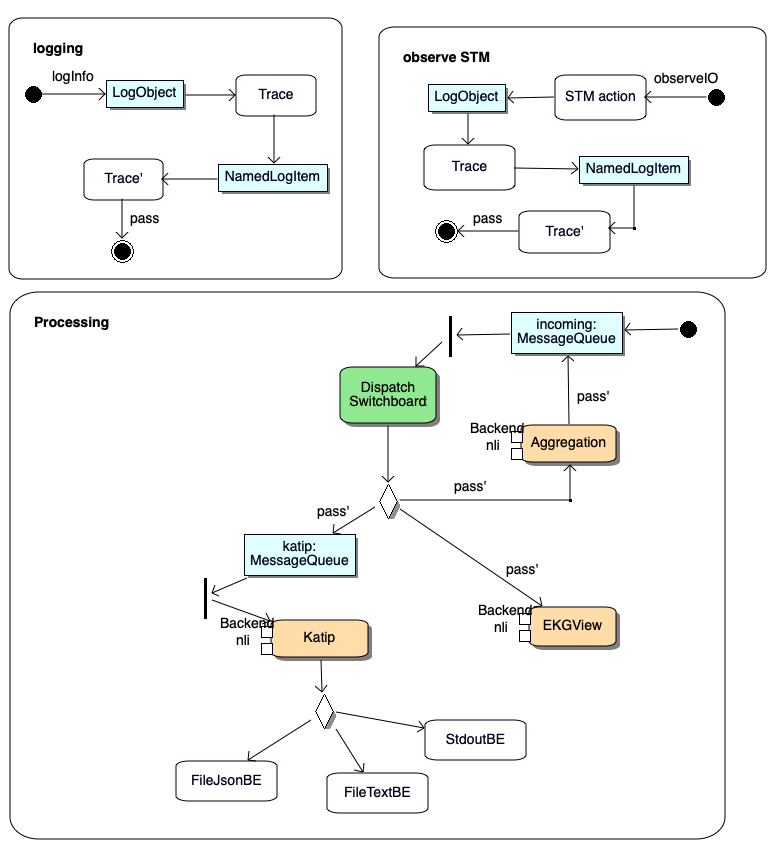 logging
logInfo
LogObject
Trace
NamedLogItem
Trace'
pass
observe STM
observeIO
STM action
LogObject
Trace
NamedLogItem
Trace'
pass
Processing
incoming:
MessageQueue
Dispatch
Switchboard
pass'
Backend
nli
Aggregation
pass'
pass'
katip:
MessageQueue
pass'
Backend
nli
EKGView
Backend
nli
Katip
StdoutBE
FileJsonBE
FileTextBE